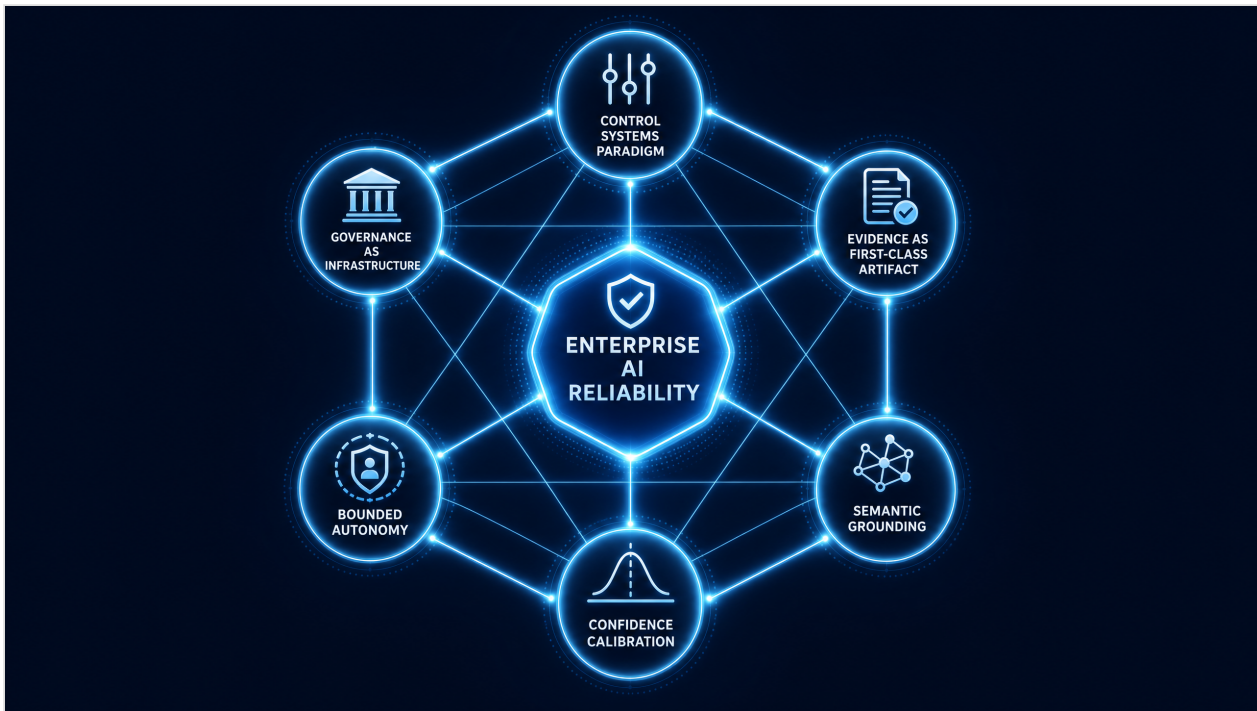 CONTROL
SYSTEMS
PARADIGM
GOVERNANCE
AS
INFRASTRUCTURE
EVIDENCE AS
FIRST-CLASS
ARTIFACT
ENTERPRISE
AI
RELIABILITY
BOUNDED
AUTONOMY
SEMANTIC
GROUNDING
CONFIDENCE
CALIBRATION